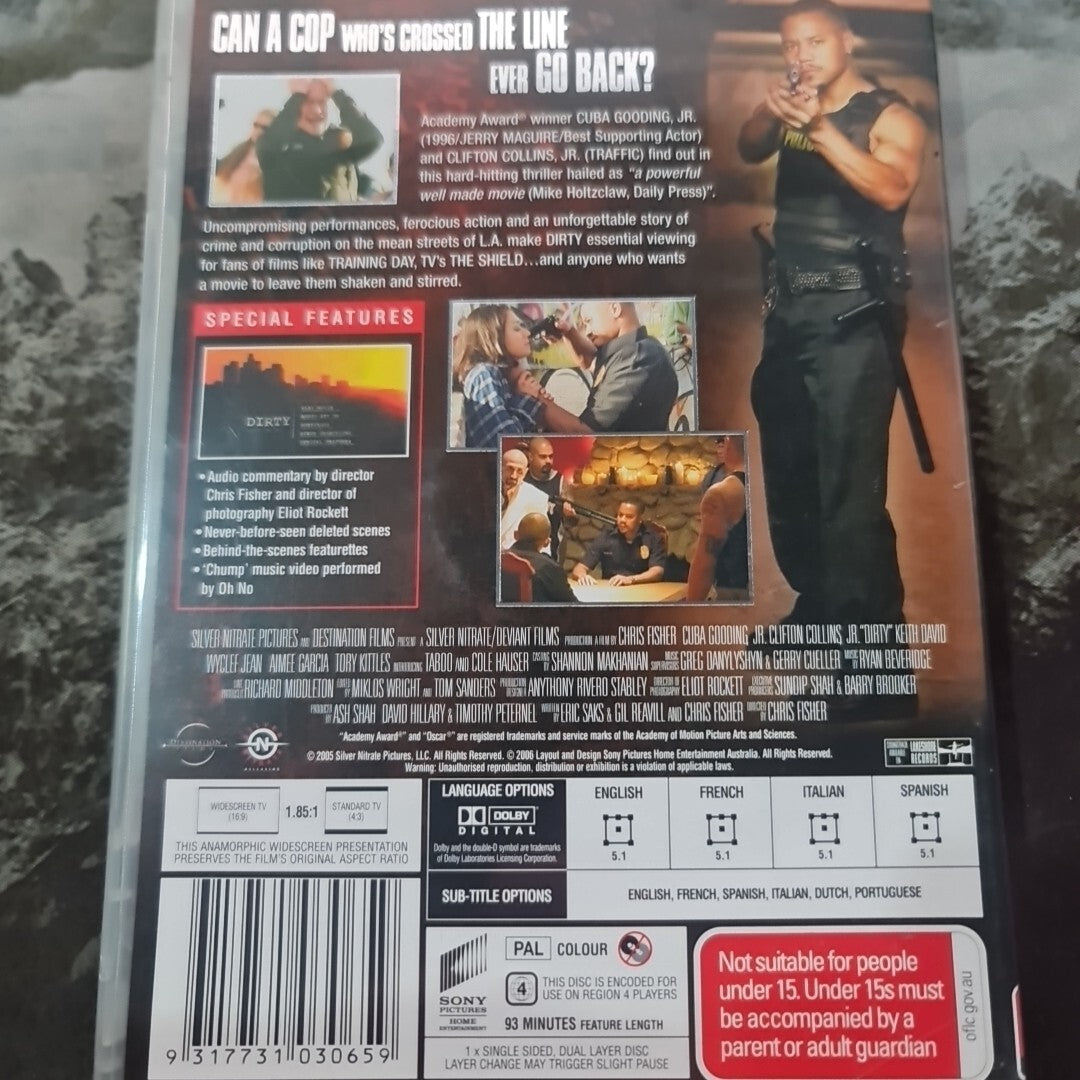 CAN A COP WHO'S CROSSED THE LINE
EVER GO BACK?
Academy Award® winner CUBA GOODING, JR.
(1996/JERRY MAGUIRE/Best Supporting Actor)
and CLIFTON COLLINS, JR. (TRAFFIC) find out in
this hard-hitting thriller hailed as "a powerful
well made movie (Mike Holtzclaw, Daily Press)".
Uncompromising performances, ferocious action and an unforgettable story of
crime and corruption on the mean streets of L.A. make DIRTY essential viewing
for fans of films like TRAINING DAY, TV's THE SHIELD...and anyone who wants
a movie to leave them shaken and stirred.
SPECIAL FEATURES
DIRTY
• Audio commentary by director
Chris Fisher and director of
photography Eliot Rockett
• Never-before-seen deleted scenes
• Behind-the-scenes featurettes
• 'Chump' music video performed
by Oh No
SILVER NITRATE PICTURES AND DESTINATION FILMS PRESENT A SILVER NITRATE/DEVIANT FILMS PRODUCTION A FILM BY CHRIS FISHER CUBA GOODING, JR. CLIFTON COLLINS, JR. "DIRTY" KEITH DAVID
WYCLEF JEAN AIMEE GARCIA TORY KITTLES INTRODUCING TABOO AND COLE HAUSER CASTING BY SHANNON MAKHANIAN MUSIC SUPERVISORS GREG DANYLYSHYN & GERRY CUELLER MUSIC BY RYAN BEVERIDGE
LINE PRODUCER RICHARD MIDDLETON EDITED BY MIKLOS WRIGHT AND TOM SANDERS PRODUCTION DESIGN BY ANYTHONY RIVERO STABLEY DIRECTOR OF PHOTOGRAPHY ELIOT ROCKETT EXECUTIVE PRODUCERS SUNDIP SHAH & BARRY BROOKER
PRODUCED BY ASH SHAH DAVID HILLARY & TIMOTHY PETERNEL WRITTEN BY ERIC SAKS & GIL REAVILL AND CHRIS FISHER DIRECTED BY CHRIS FISHER
"Academy Award®" and "Oscar®" are registered trademarks and service marks of the Academy of Motion Picture Arts and Sciences.
© 2005 Silver Nitrate Pictures, LLC. All Rights Reserved. © 2006 Layout and Design Sony Pictures Home Entertainment Australia. All Rights Reserved.
Warning: Unauthorised reproduction, distribution or exhibition is a violation of applicable laws.
DESTINATION FILMS
SOUNDTRACK AVAILABLE ON
LAKESHORE RECORDS
WIDESCREEN TV
(16:9)
1.85:1
STANDARD TV
(4:3)
THIS ANAMORPHIC WIDESCREEN PRESENTATION
PRESERVES THE FILM'S ORIGINAL ASPECT RATIO
LANGUAGE OPTIONS
DOLBY
DIGITAL
Dolby and the double-D symbol are trademarks
of Dolby Laboratories Licensing Corporation.
ENGLISH
5.1
FRENCH
5.1
ITALIAN
5.1
SPANISH
5.1
SUB-TITLE OPTIONS
ENGLISH, FRENCH, SPANISH, ITALIAN, DUTCH, PORTUGUESE
9 317731 030659
SONY
PICTURES
HOME
ENTERTAINMENT
PAL COLOUR
4
THIS DISC IS ENCODED FOR
USE ON REGION 4 PLAYERS
93 MINUTES FEATURE LENGTH
1 x SINGLE SIDED, DUAL LAYER DISC
LAYER CHANGE MAY TRIGGER SLIGHT PAUSE
Not suitable for people
under 15. Under 15s must
be accompanied by a
parent or adult guardian
oflc.gov.au